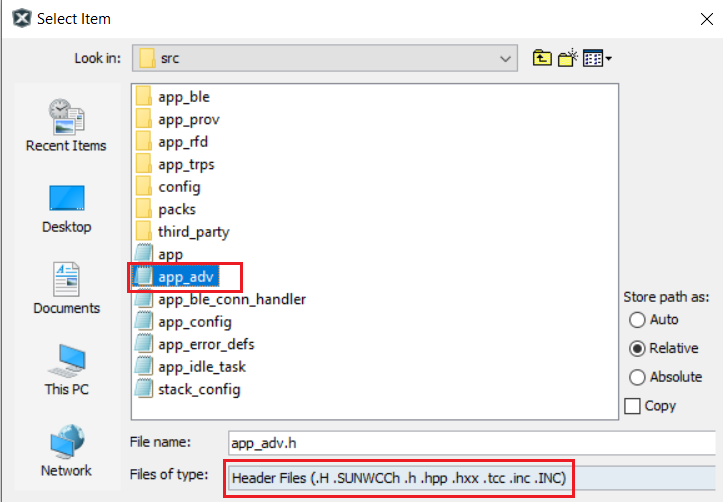 Select Item
Look in:
src
Recent Items
Desktop
Documents
This PC
Network
app_ble
app_prov
app_rfd
app_trps
config
packs
third_party
app
app_adv
app_ble_conn_handler
app_config
app_error_defs
app_idle_task
stack_config
Store path as:
Auto
Relative
Absolute
Copy
File name:
app_adv.h
Files of type:
Header Files (.H .SUNWCCh .h .hpp .hxx .tcc .inc .INC)